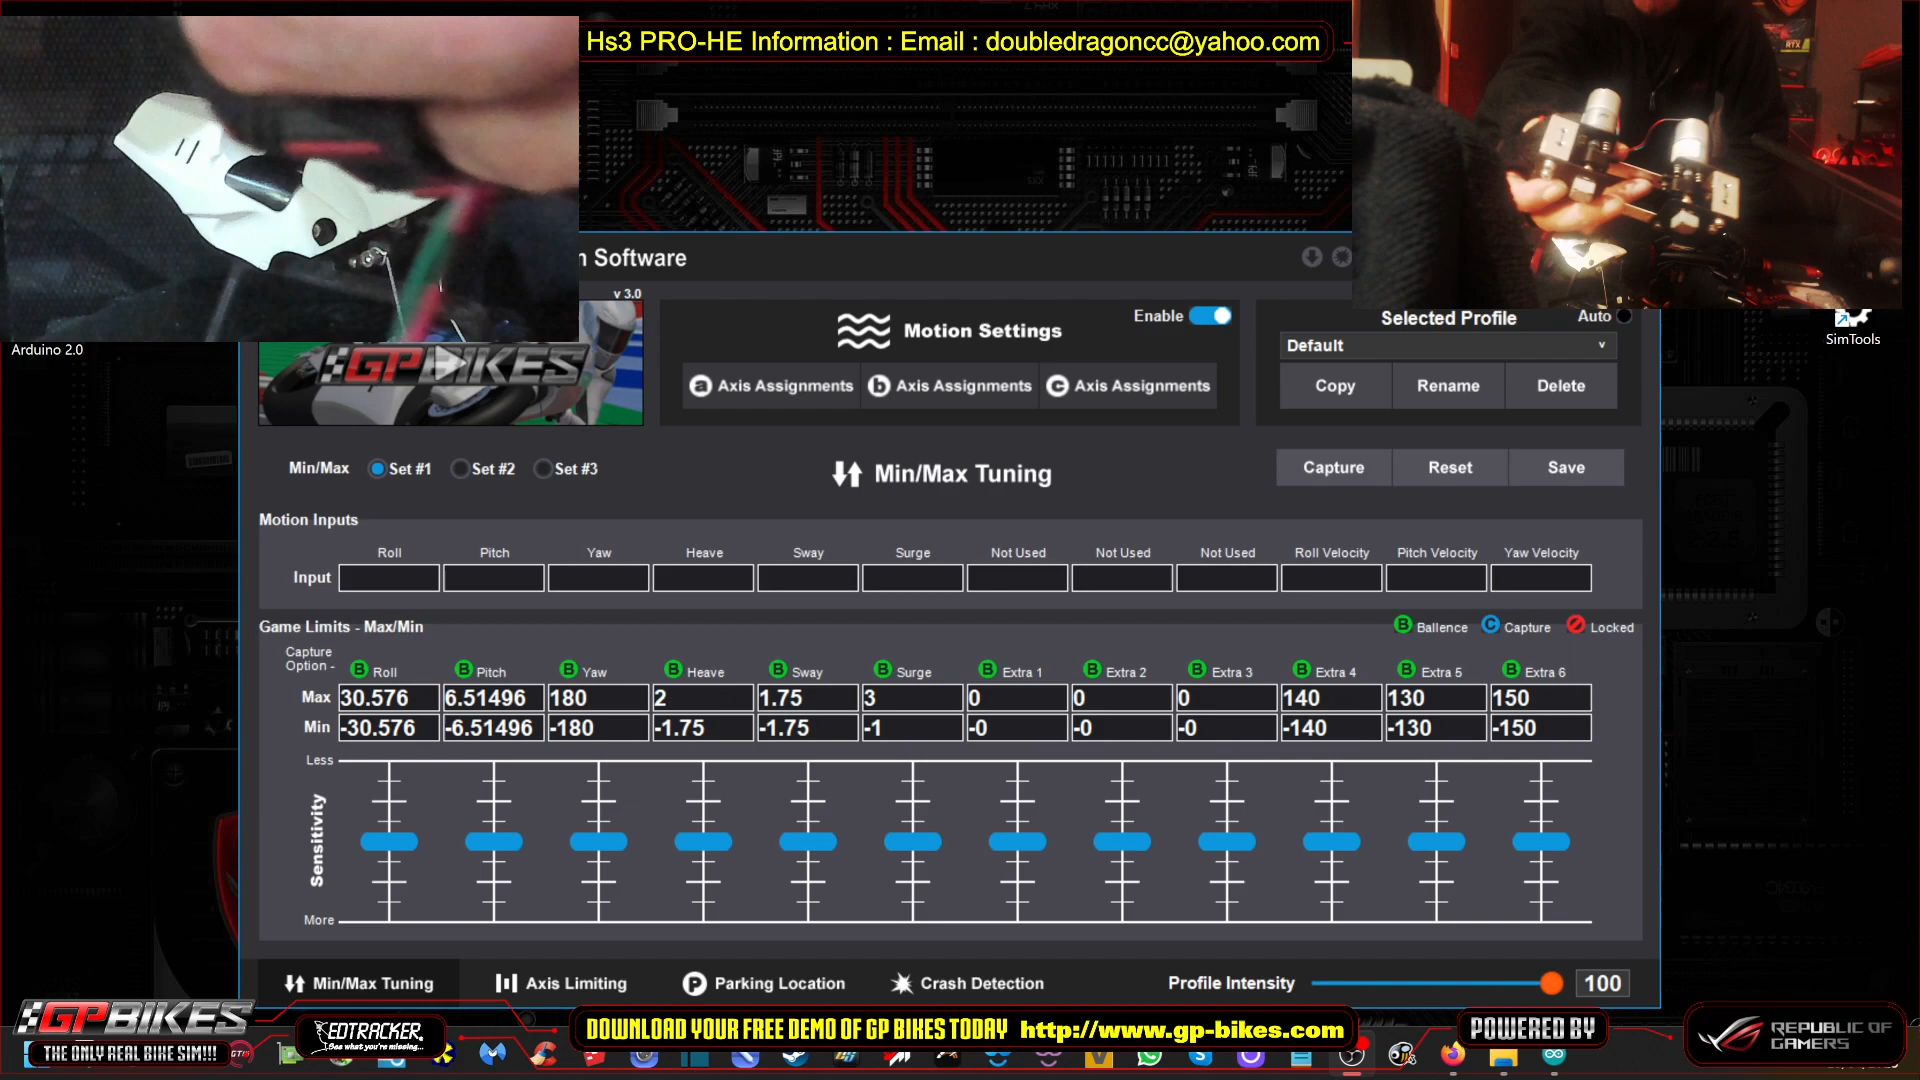 Hs3 PRO-HE Information : Email : doubledragoncc@yahoo.com
Arduino 2.0
SimTools
n Software
v 3.0
GPBIKES
Motion Settings
Enable
a Axis Assignments
b Axis Assignments
c Axis Assignments
Selected Profile
Auto
Default
Copy
Rename
Delete
Min/Max
Set #1
Set #2
Set #3
Min/Max Tuning
Capture
Reset
Save
Motion Inputs
Roll Pitch Yaw Heave Sway Surge Not Used Not Used Not Used Roll Velocity Pitch Velocity Yaw Velocity
Input
Game Limits - Max/Min
B Ballence C Capture Locked
Capture
Option -
B Roll B Pitch B Yaw B Heave B Sway B Surge B Extra 1 B Extra 2 B Extra 3 B Extra 4 B Extra 5 B Extra 6
Max 30.576 6.51496 180 2 1.75 3 0 0 0 140 130 150
Min -30.576 -6.51496 -180 -1.75 -1.75 -1 -0 -0 -0 -140 -130 -150
Less
Sensitivity
More
Min/Max Tuning
Axis Limiting
P Parking Location
Crash Detection
Profile Intensity
100
GPBIKES
THE ONLY REAL BIKE SIM!!!
EDTRACKER.
See what you're missing...
DOWNLOAD YOUR FREE DEMO OF GP BIKES TODAY http://www.gp-bikes.com
POWERED BY
REPUBLIC OF
GAMERS